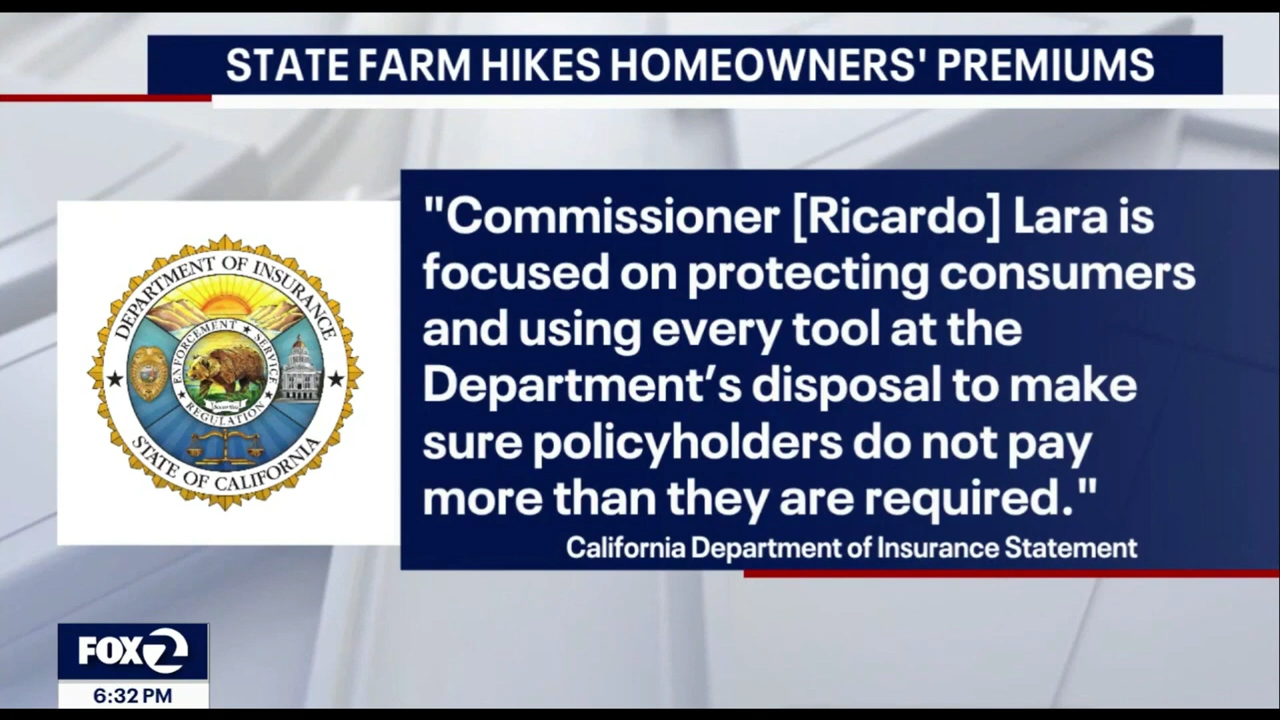 STATE FARM HIKES HOMEOWNERS' PREMIUMS
DEPARTMENT OF INSURANCE
ENFORCEMENT ★ SERVICE
REGULATION
STATE OF CALIFORNIA
"Commissioner [Ricardo] Lara is
focused on protecting consumers
and using every tool at the
Department’s disposal to make
sure policyholders do not pay
more than they are required."
California Department of Insurance Statement
FOX 2
6:32 PM